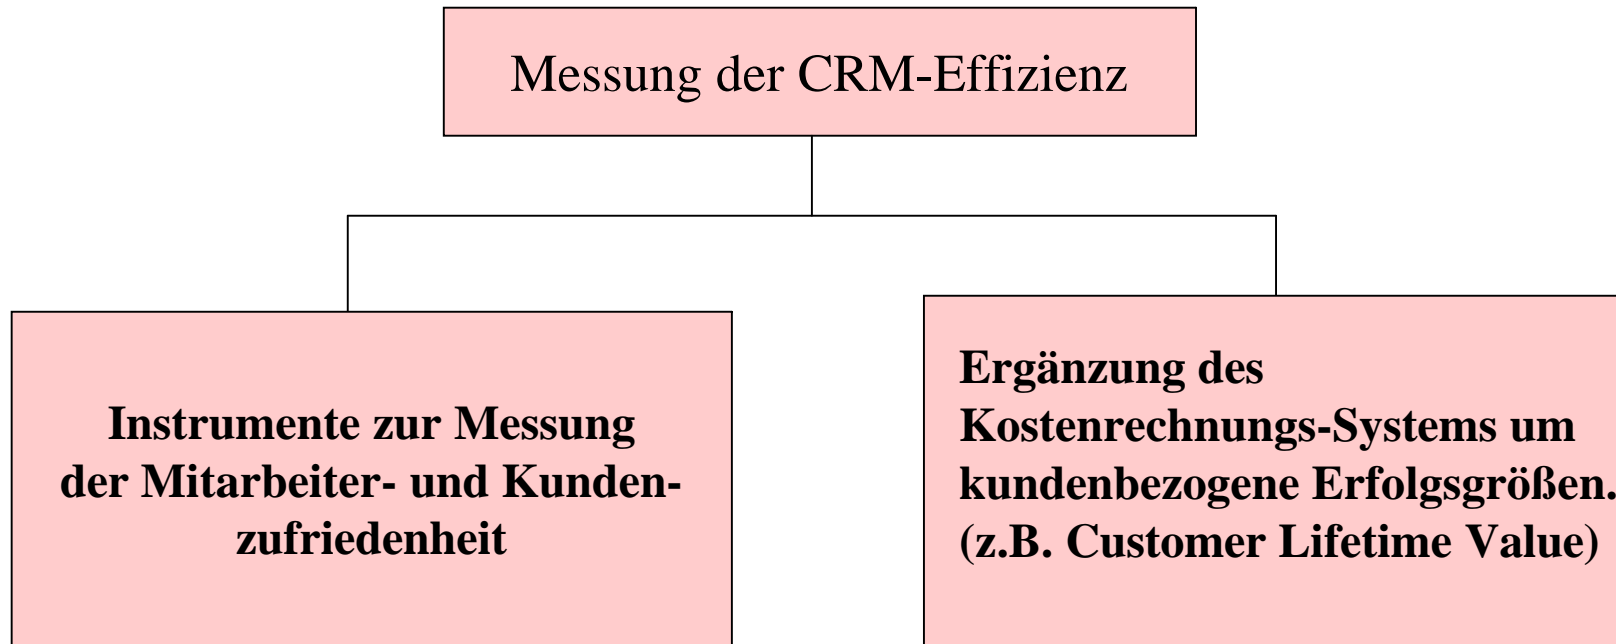 Messung der CRM-Effizienz
Instrumente zur Messung
der Mitarbeiter- und Kunden-
zufriedenheit
Ergänzung des
Kostenrechnungs-Systems um
kundenbezogene Erfolgsgrößen.
(z.B. Customer Lifetime Value)